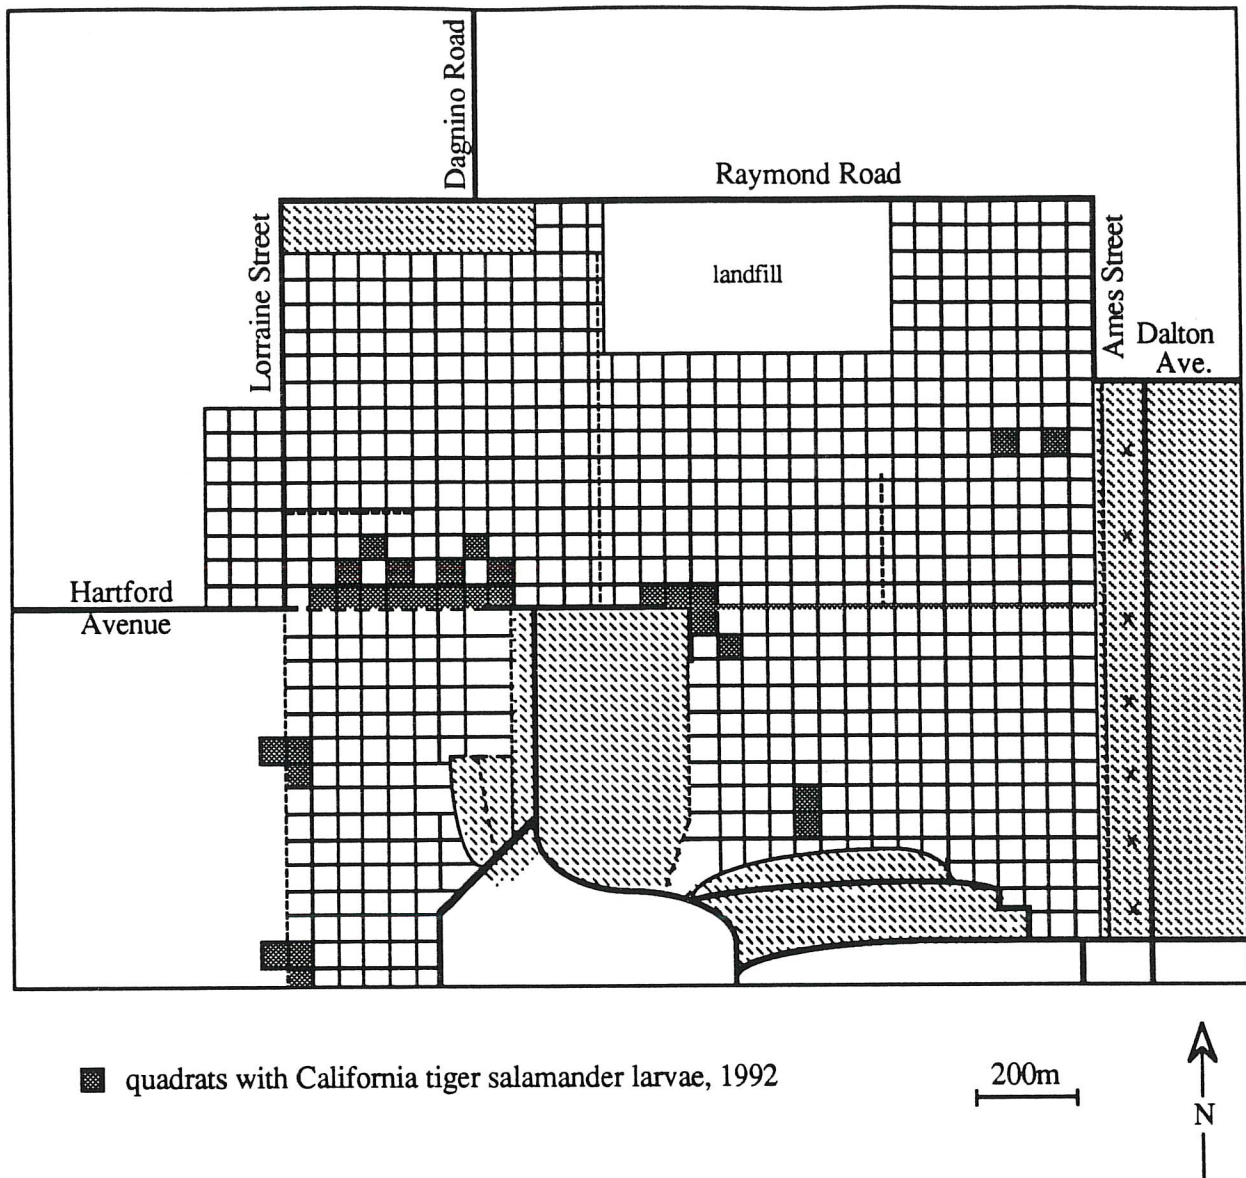 Dagnino Road
Raymond Road
Lorraine Street
landfill
Ames Street
Dalton
Ave.
Hartford
Avenue
quadrats with California tiger salamander larvae, 1992
200m
N